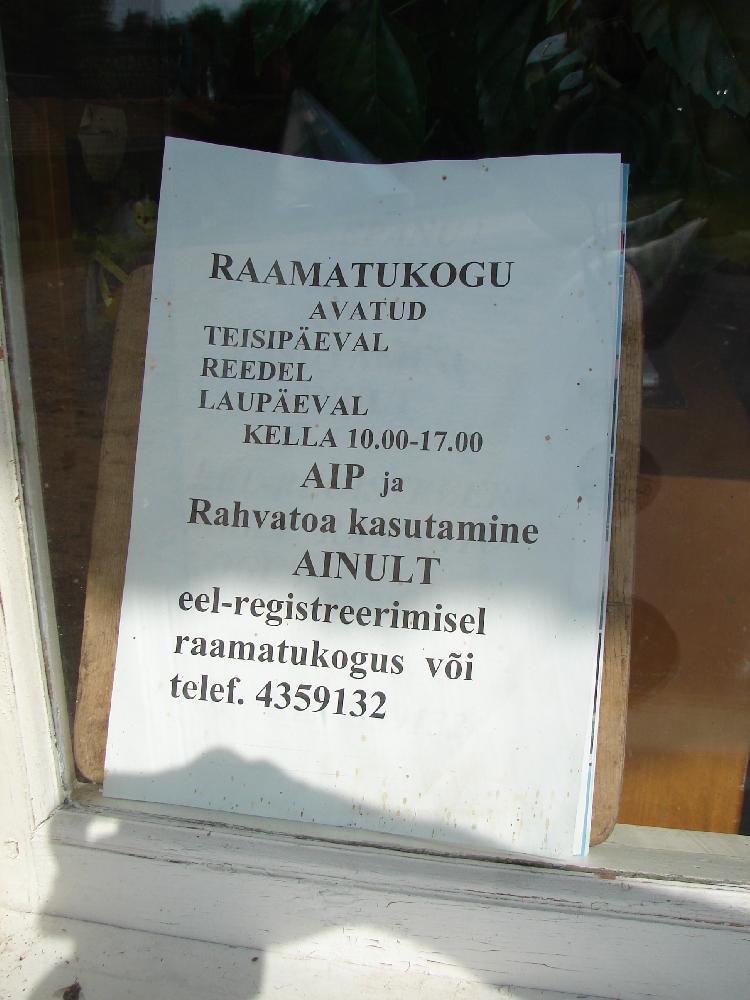 RAAMATUKOGU
AVATUD
TEISIPÄEVAL
REEDEL
LAUPÄEVAL
KELLA 10.00-17.00
AIP ja
Rahvatoa kasutamine
AINULT
eel-registreerimisel
raamatukogus või
telef. 4359132